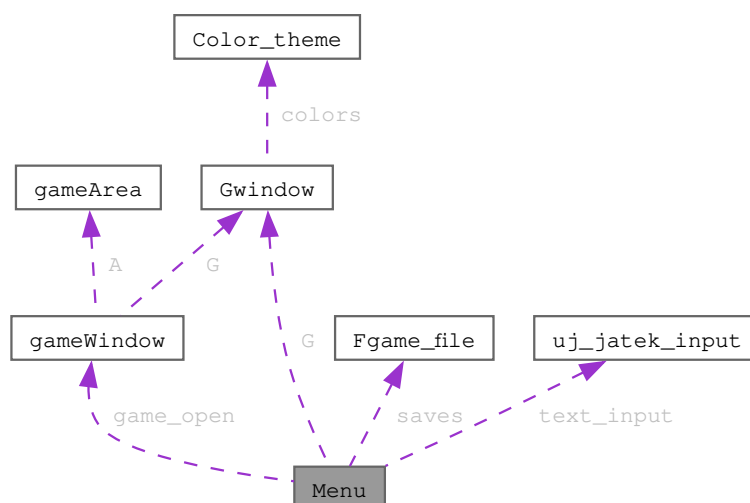 Color_theme
colors
gameArea
Gwindow
A
G
gameWindow
G
Fgame_file
uj_jatek_input
game_open
saves
text_input
Menu